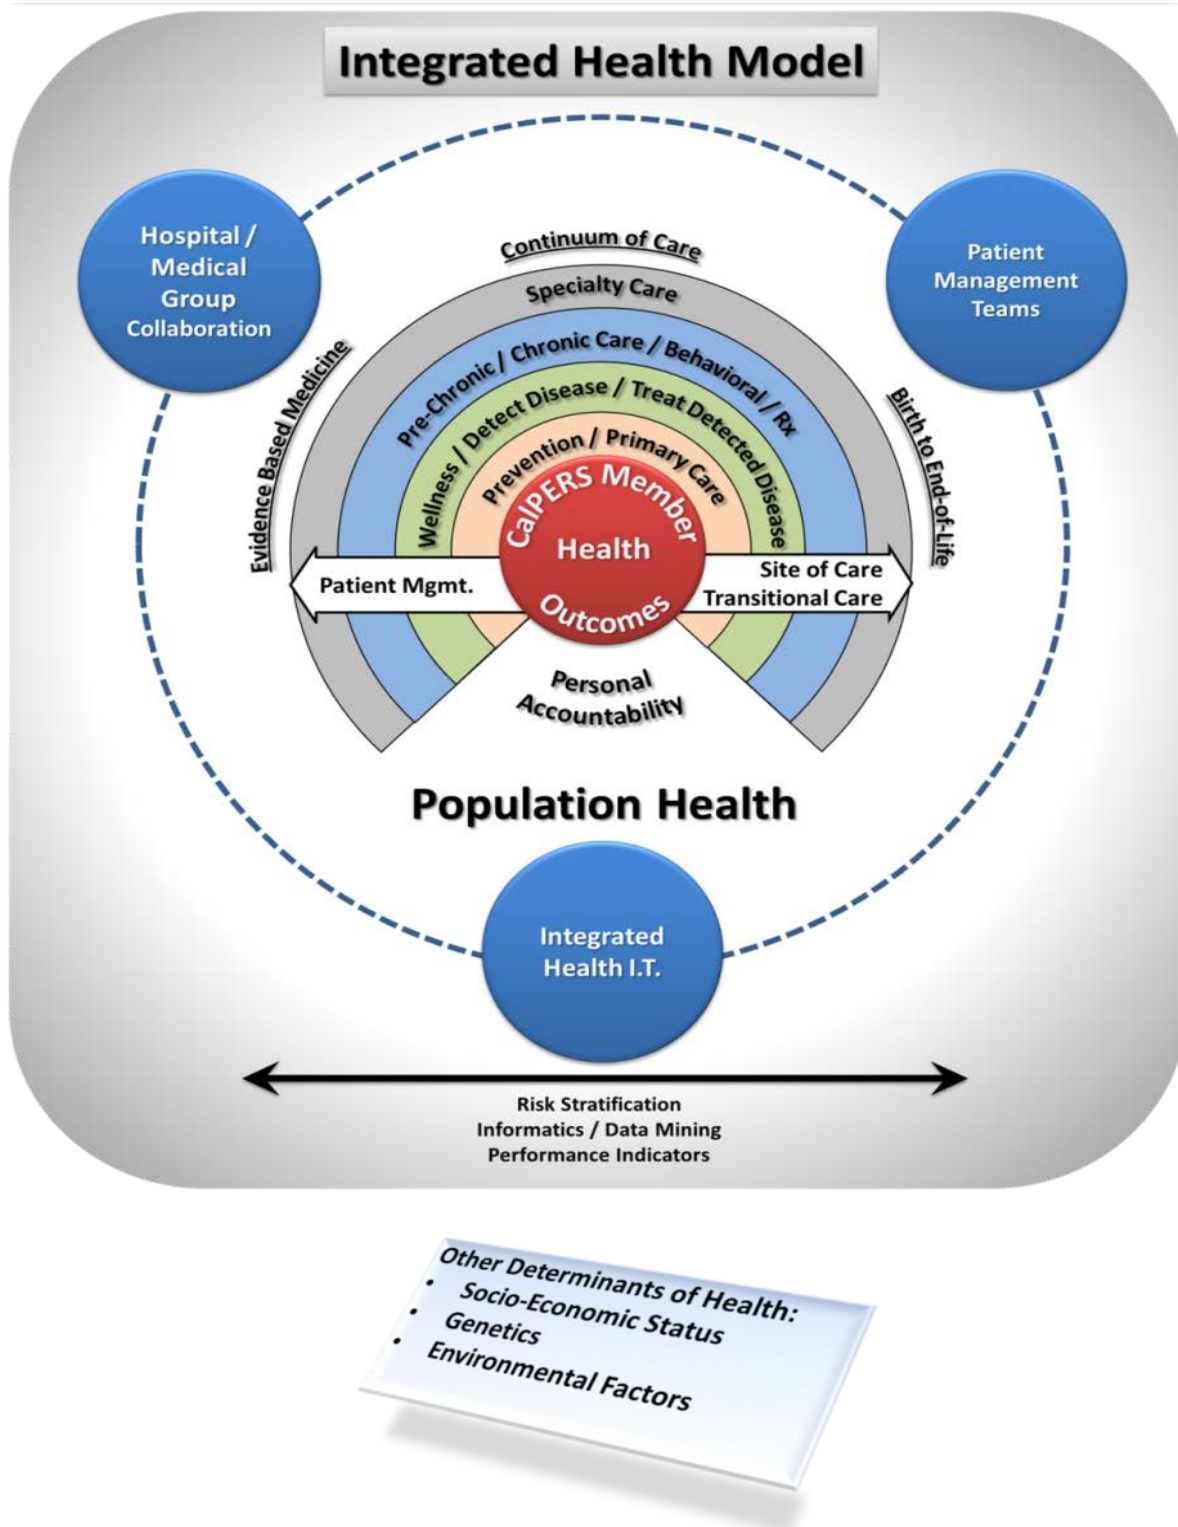 Integrated Health Model
Hospital /
Medical
Group
Collaboration
Patient
Management
Teams
Continuum of Care
Evidence Based Medicine
Birth to End-of-Life
Specialty Care
Pre-Chronic / Chronic Care / Behavioral / Rx
Wellness / Detect Disease / Treat Detected Disease
Prevention / Primary Care
CalPERS Member
Health
Outcomes
Patient Mgmt.
Site of Care
Transitional Care
Personal
Accountability
Population Health
Integrated
Health I.T.
Risk Stratification
Informatics / Data Mining
Performance Indicators
Other Determinants of Health:
• Socio-Economic Status
• Genetics
• Environmental Factors